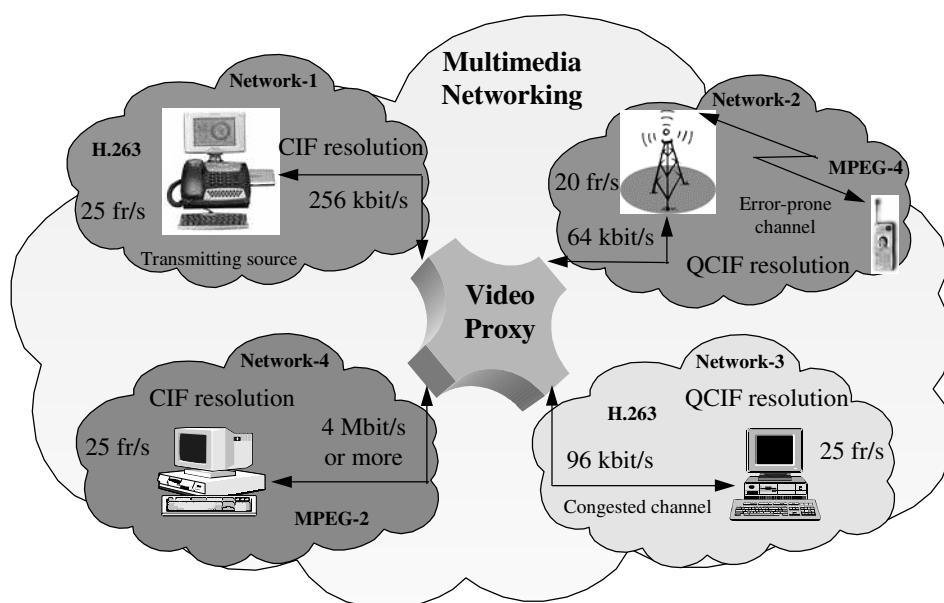 Multimedia
Networking
Network-1
H.263
CIF resolution
25 fr/s
256 kbit/s
Transmitting source
Network-2
MPEG-4
20 fr/s
Error-prone
channel
64 kbit/s
QCIF resolution
Video
Proxy
Network-4
CIF resolution
25 fr/s
4 Mbit/s
or more
MPEG-2
Network-3
QCIF resolution
H.263
96 kbit/s
25 fr/s
Congested channel